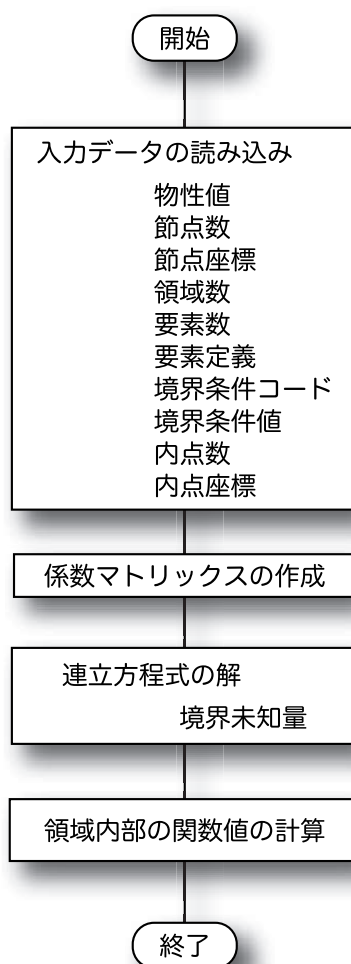 開始
入力データの読み込み
物性値
節点数
節点座標
領域数
要素数
要素定義
境界条件コード
境界条件値
内点数
内点座標
係数マトリックスの作成
連立方程式の解
境界未知量
領域内部の関数値の計算
終了